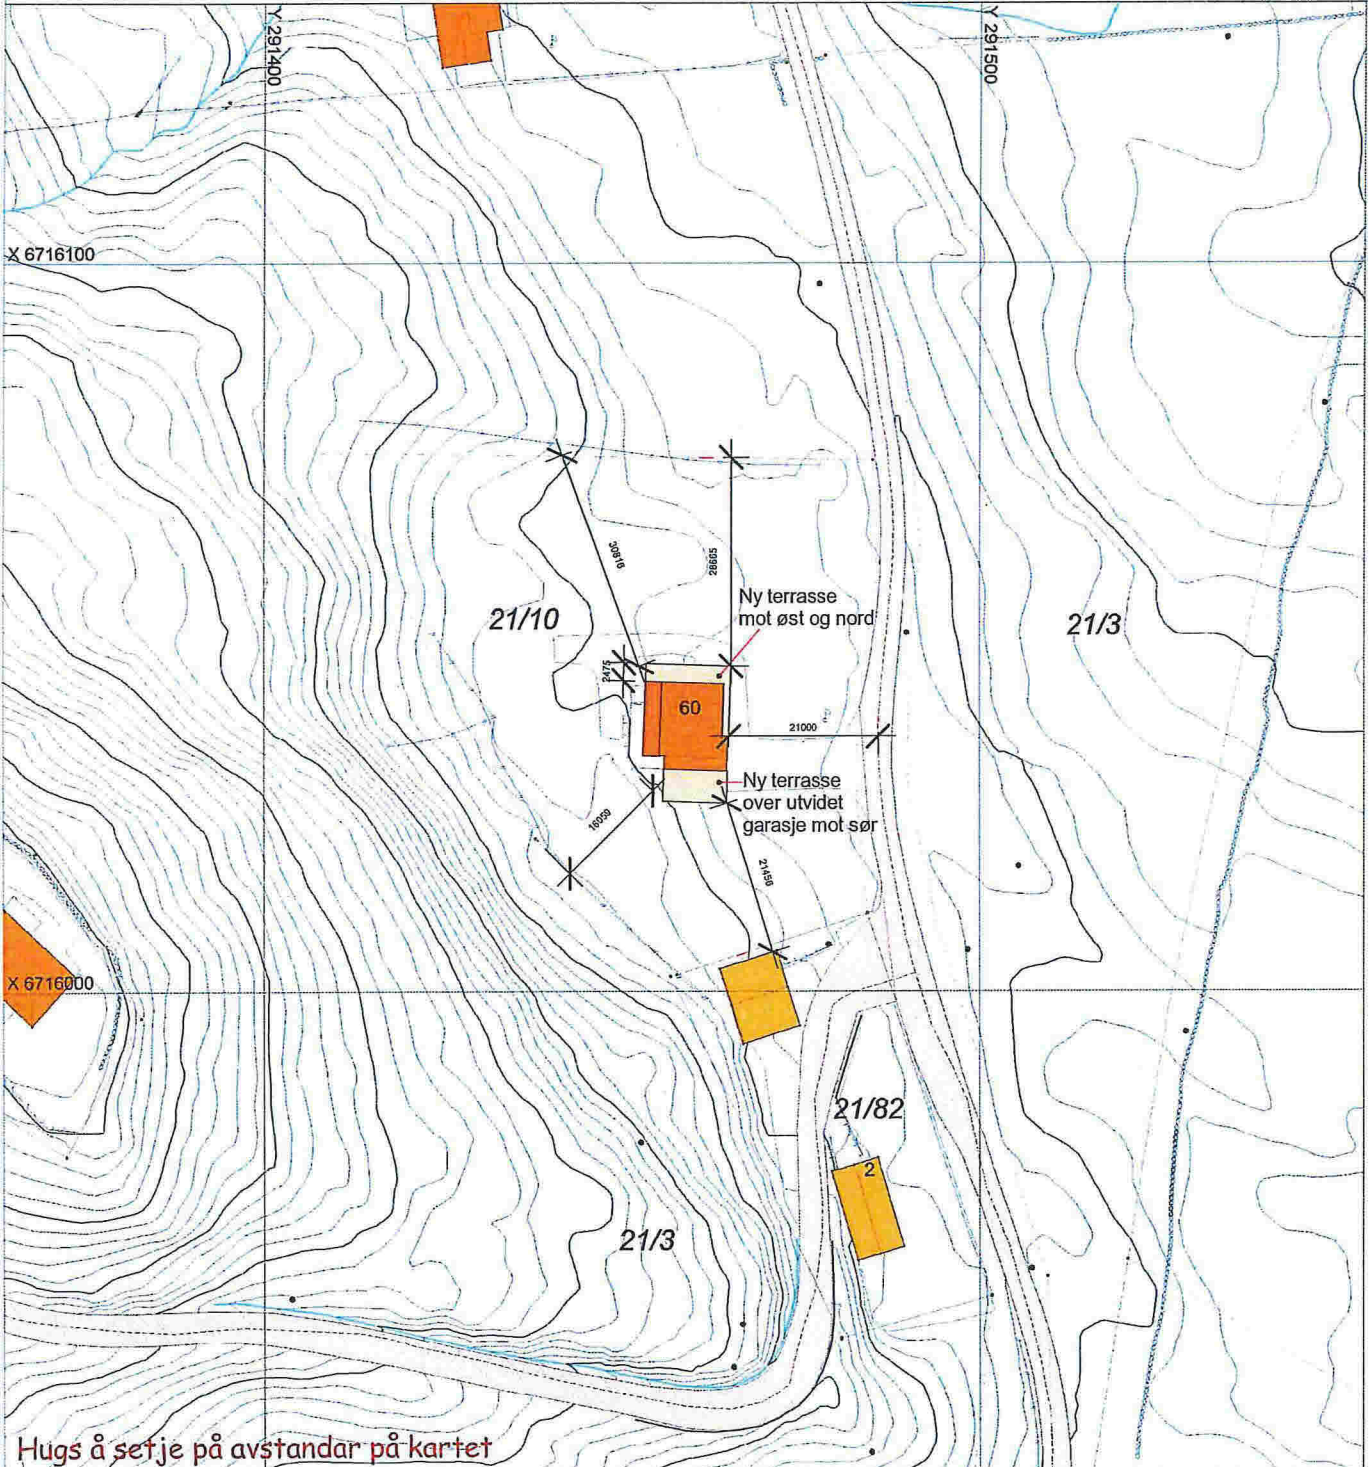 Y 291400
Y 291500
X 6716100
30816
28665
Ny terrasse
mot øst og nord
21/10
21/3
2475
60
21000
Ny terrasse
over utvidet
garasje mot sør
16050
21456
X 6716000
21/82
2
21/3
Hugs å setje på avstandar på kartet